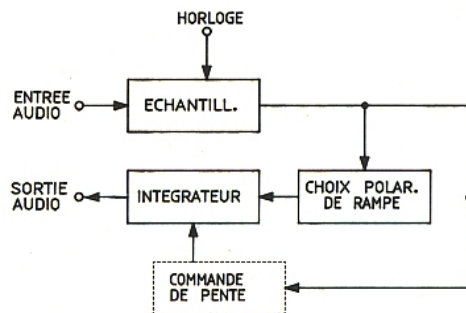 HORLOGE
ENTREE
AUDIO
ECHANTILL.
SORTIE
AUDIO
INTEGRATEUR
CHOIX POLAR.
DE RAMPE
COMMANDE
DE PENTE